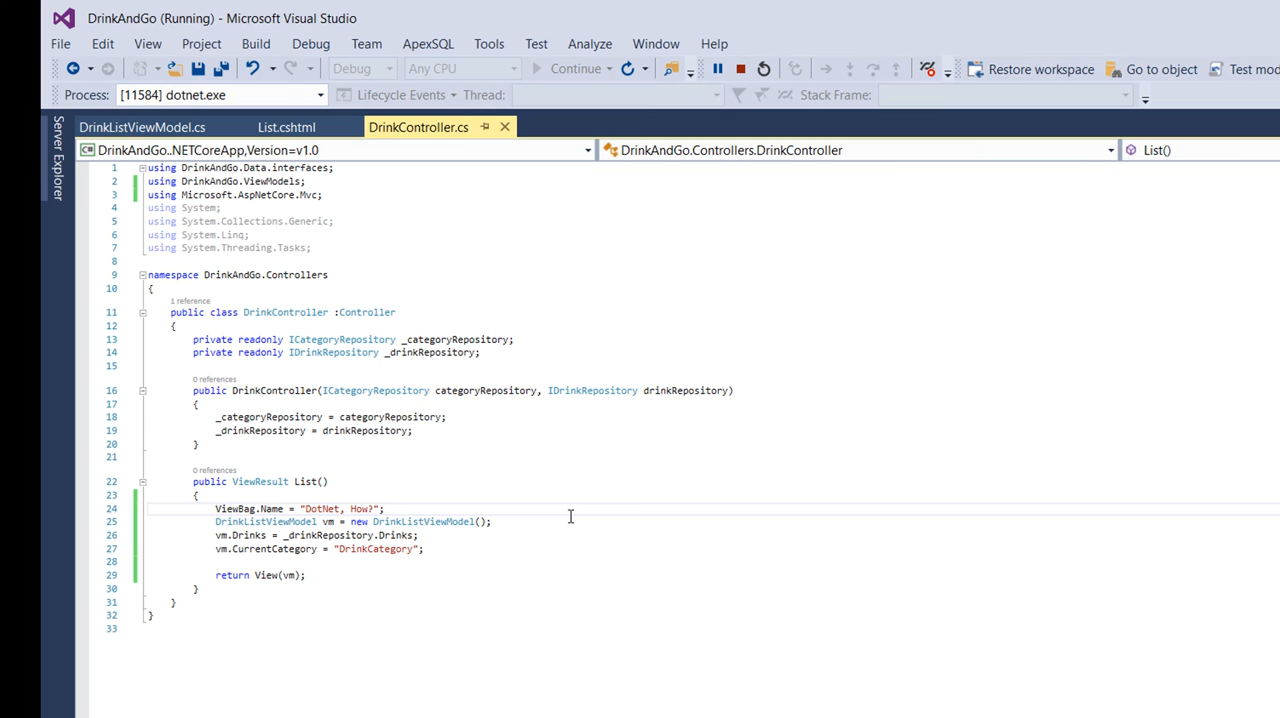 DrinkAndGo (Running) - Microsoft Visual Studio
File Edit View Project Build Debug Team ApexSQL Tools Test Analyze Window Help
Debug Any CPU Continue Restore workspace Go to object Test mod
Process: [11584] dotnet.exe Lifecycle Events Thread: Stack Frame:
Server Explorer
DrinkListViewModel.cs List.cshtml DrinkController.cs
C# DrinkAndGo..NETCoreApp,Version=v1.0 DrinkAndGo.Controllers.DrinkController List()
1 using DrinkAndGo.Data.interfaces;
2 using DrinkAndGo.ViewModels;
3 using Microsoft.AspNetCore.Mvc;
4 using System;
5 using System.Collections.Generic;
6 using System.Linq;
7 using System.Threading.Tasks;
8
9 namespace DrinkAndGo.Controllers
10 {
1 reference
11 public class DrinkController :Controller
12 {
13 private readonly ICategoryRepository _categoryRepository;
14 private readonly IDrinkRepository _drinkRepository;
15
0 references
16 public DrinkController(ICategoryRepository categoryRepository, IDrinkRepository drinkRepository)
17 {
18 _categoryRepository = categoryRepository;
19 _drinkRepository = drinkRepository;
20 }
21
0 references
22 public ViewResult List()
23 {
24 ViewBag.Name = "DotNet, How?";
25 DrinkListViewModel vm = new DrinkListViewModel();
26 vm.Drinks = _drinkRepository.Drinks;
27 vm.CurrentCategory = "DrinkCategory";
28
29 return View(vm);
30 }
31 }
32 }
33